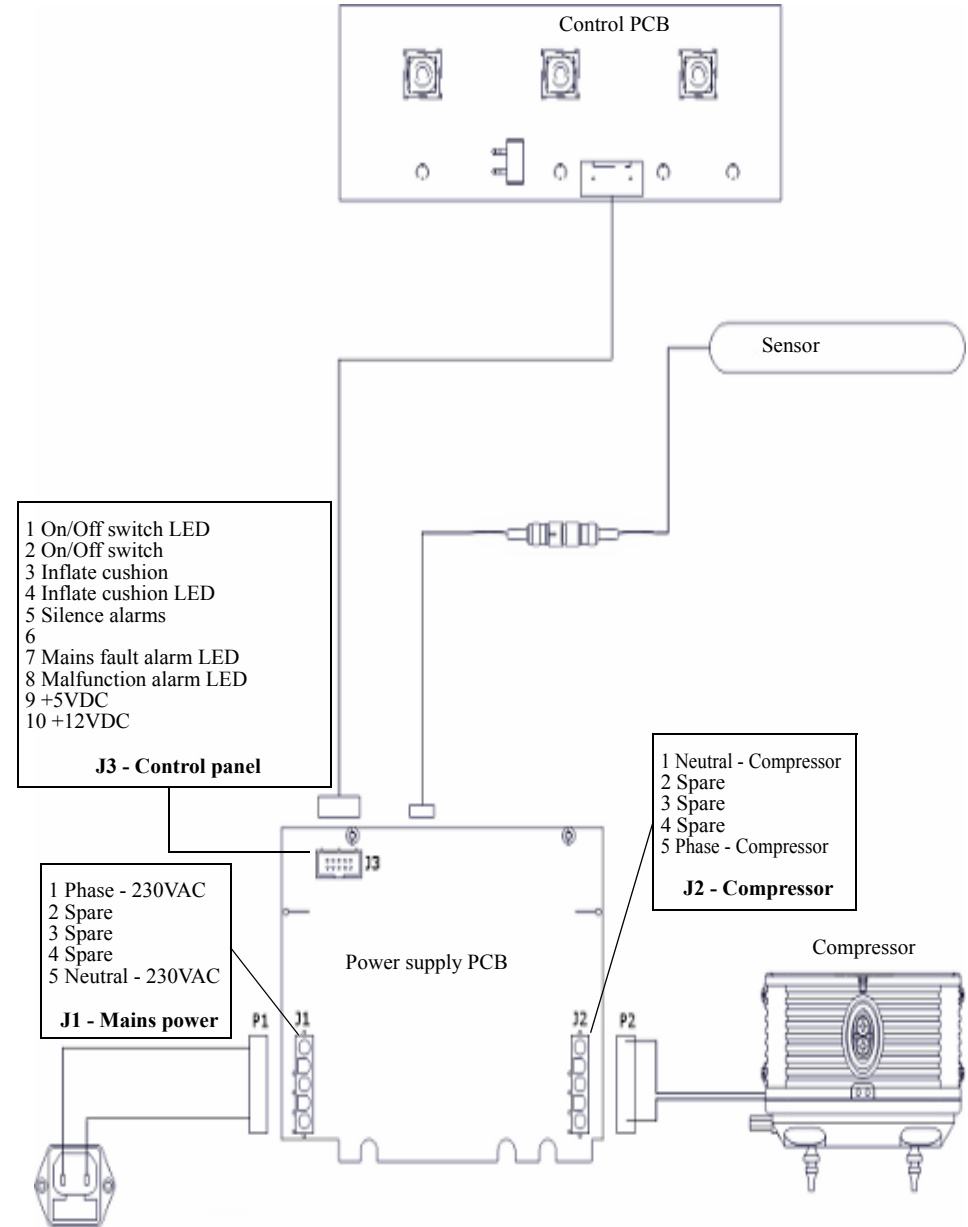 Control PCB
Sensor
1 On/Off switch LED
2 On/Off switch
3 Inflate cushion
4 Inflate cushion LED
5 Silence alarms
6
7 Mains fault alarm LED
8 Malfunction alarm LED
9 +5VDC
10 +12VDC
J3 - Control panel
1 Neutral - Compressor
2 Spare
3 Spare
4 Spare
5 Phase - Compressor
J2 - Compressor
J3
1 Phase - 230VAC
2 Spare
3 Spare
4 Spare
5 Neutral - 230VAC
J1 - Mains power
Power supply PCB
Compressor
P1
J1
J2
P2